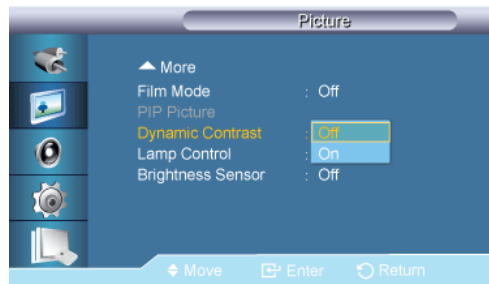 Picture
More
Film Mode : Off
PIP Picture
Dynamic Contrast : Off
Lamp Control : On
Brightness Sensor : Off
Move Enter Return